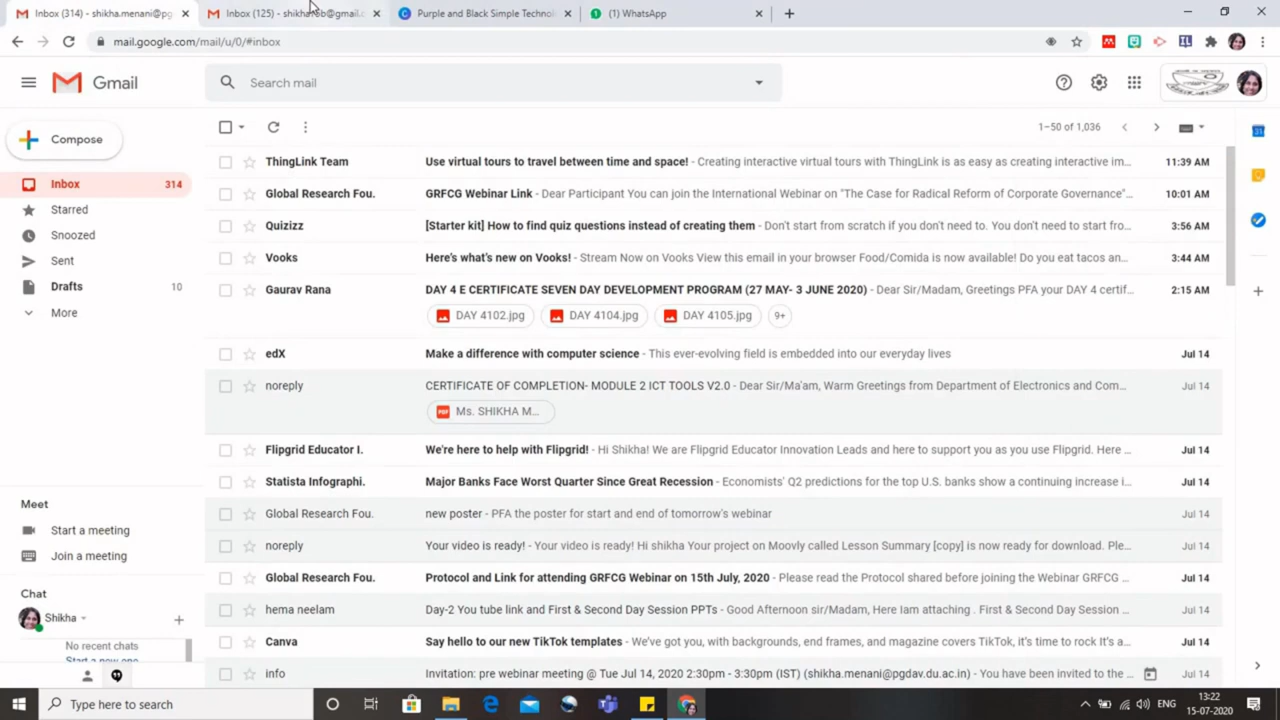 Inbox (314) - shikha.menani@pg
Inbox (125) - shikha.bb@gmail.c
Purple and Black Simple Technol
(1) WhatsApp
mail.google.com/mail/u/0/#inbox
Gmail
Search mail
Compose
1–50 of 1,036
Inbox 314
Starred
Snoozed
Sent
Drafts 10
More
ThingLink Team Use virtual tours to travel between time and space! - Creating interactive virtual tours with ThingLink is as easy as creating interactive im... 11:39 AM
Global Research Fou. GRFCG Webinar Link - Dear Participant You can join the International Webinar on "The Case for Radical Reform of Corporate Governance"... 10:01 AM
Quizizz [Starter kit] How to find quiz questions instead of creating them - Don't start from scratch if you don't need to. You don't need to start fro... 3:56 AM
Vooks Here's what's new on Vooks! - Stream Now on Vooks View this email in your browser Food/Comida is now available! Do you eat tacos an... 3:44 AM
Gaurav Rana DAY 4 E CERTIFICATE SEVEN DAY DEVELOPMENT PROGRAM (27 MAY- 3 JUNE 2020) - Dear Sir/Madam, Greetings PFA your DAY 4 certif... 2:15 AM
DAY 4102.jpg DAY 4104.jpg DAY 4105.jpg 9+
edX Make a difference with computer science - This ever-evolving field is embedded into our everyday lives Jul 14
noreply CERTIFICATE OF COMPLETION- MODULE 2 ICT TOOLS V2.0 - Dear Sir/Ma'am, Warm Greetings from Department of Electronics and Com... Jul 14
PDF Ms. SHIKHA M...
Flipgrid Educator I. We're here to help with Flipgrid! - Hi Shikha! We are Flipgrid Educator Innovation Leads and here to support you as you use Flipgrid. Here ... Jul 14
Statista Infographi. Major Banks Face Worst Quarter Since Great Recession - Economists' Q2 predictions for the top U.S. banks show a continuing increase i... Jul 14
Global Research Fou. new poster - PFA the poster for start and end of tomorrow's webinar Jul 14
noreply Your video is ready! - Your video is ready! Hi shikha Your project on Moovly called Lesson Summary [copy] is now ready for download. Ple... Jul 14
Global Research Fou. Protocol and Link for attending GRFCG Webinar on 15th July, 2020 - Please read the Protocol shared before joining the Webinar GRFCG ... Jul 14
hema neelam Day-2 You tube link and First & Second Day Session PPTs - Good Afternoon sir/Madam, Here Iam attaching . First & Second Day Session ... Jul 14
Canva Say hello to our new TikTok templates - We've got you, with backgrounds, end frames, and magazine covers TikTok, it's time to rock It's a... Jul 14
info Invitation: pre webinar meeting @ Tue Jul 14, 2020 2:30pm - 3:30pm (IST) (shikha.menani@pgdav.du.ac.in) - You have been invited to the ... Jul 14
Meet
Start a meeting
Join a meeting
Chat
Shikha
No recent chats
Start a new one
Type here to search
ENG
13:22
15-07-2020